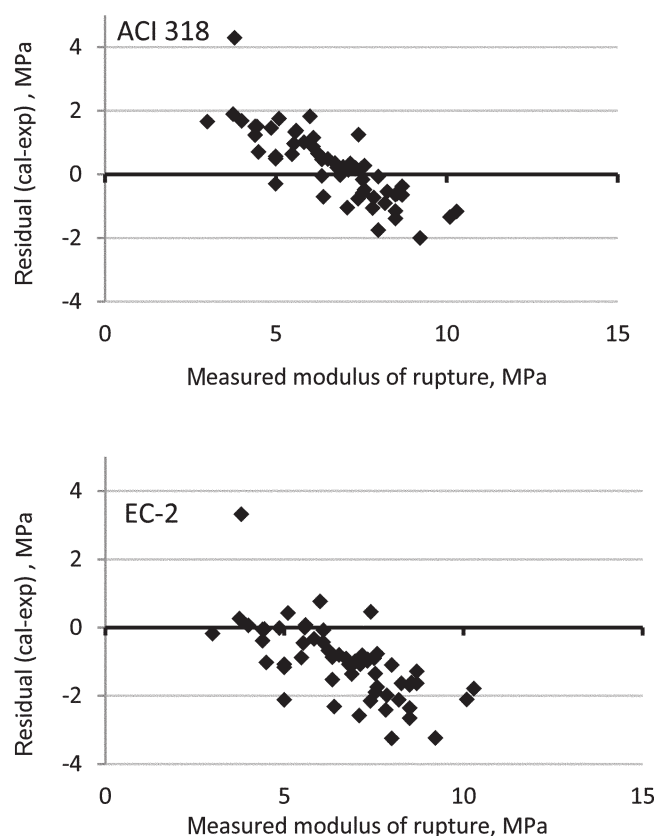 ACI 318
4
2
0
-2
-4
Residual (cal-exp) , MPa
0 5 10 15
Measured modulus of rupture, MPa
EC-2
4
2
0
-2
-4
Residual (cal-exp) , MPa
0 5 10 15
Measured modulus of rupture, MPa